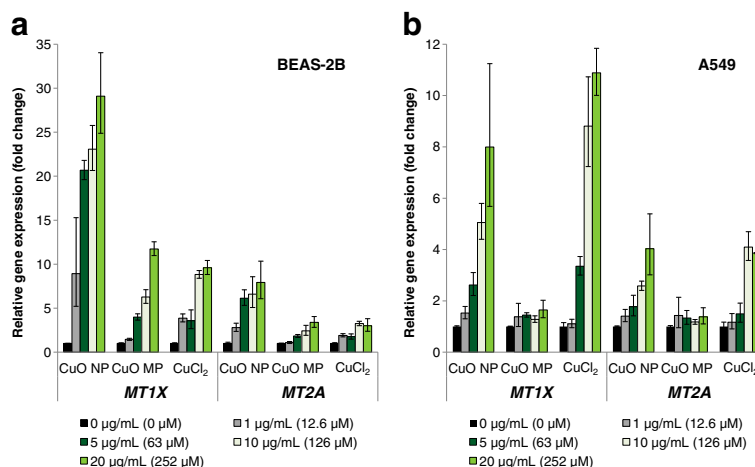 a
BEAS-2B
Relative gene expression (fold change)
35
30
25
20
15
10
5
0
CuO NP CuO MP CuCl₂ CuO NP CuO MP CuCl₂
MT1X MT2A
0 µg/mL (0 µM) 1 µg/mL (12.6 µM)
5 µg/mL (63 µM) 10 µg/mL (126 µM)
20 µg/mL (252 µM)
b
A549
Relative gene expression (fold change)
12
10
8
6
4
2
0
CuO NP CuO MP CuCl₂ CuO NP CuO MP CuCl₂
MT1X MT2A
0 µg/mL (0 µM) 1 µg/mL (12.6 µM)
5 µg/mL (63 µM) 10 µg/mL (126 µM)
20 µg/mL (252 µM)